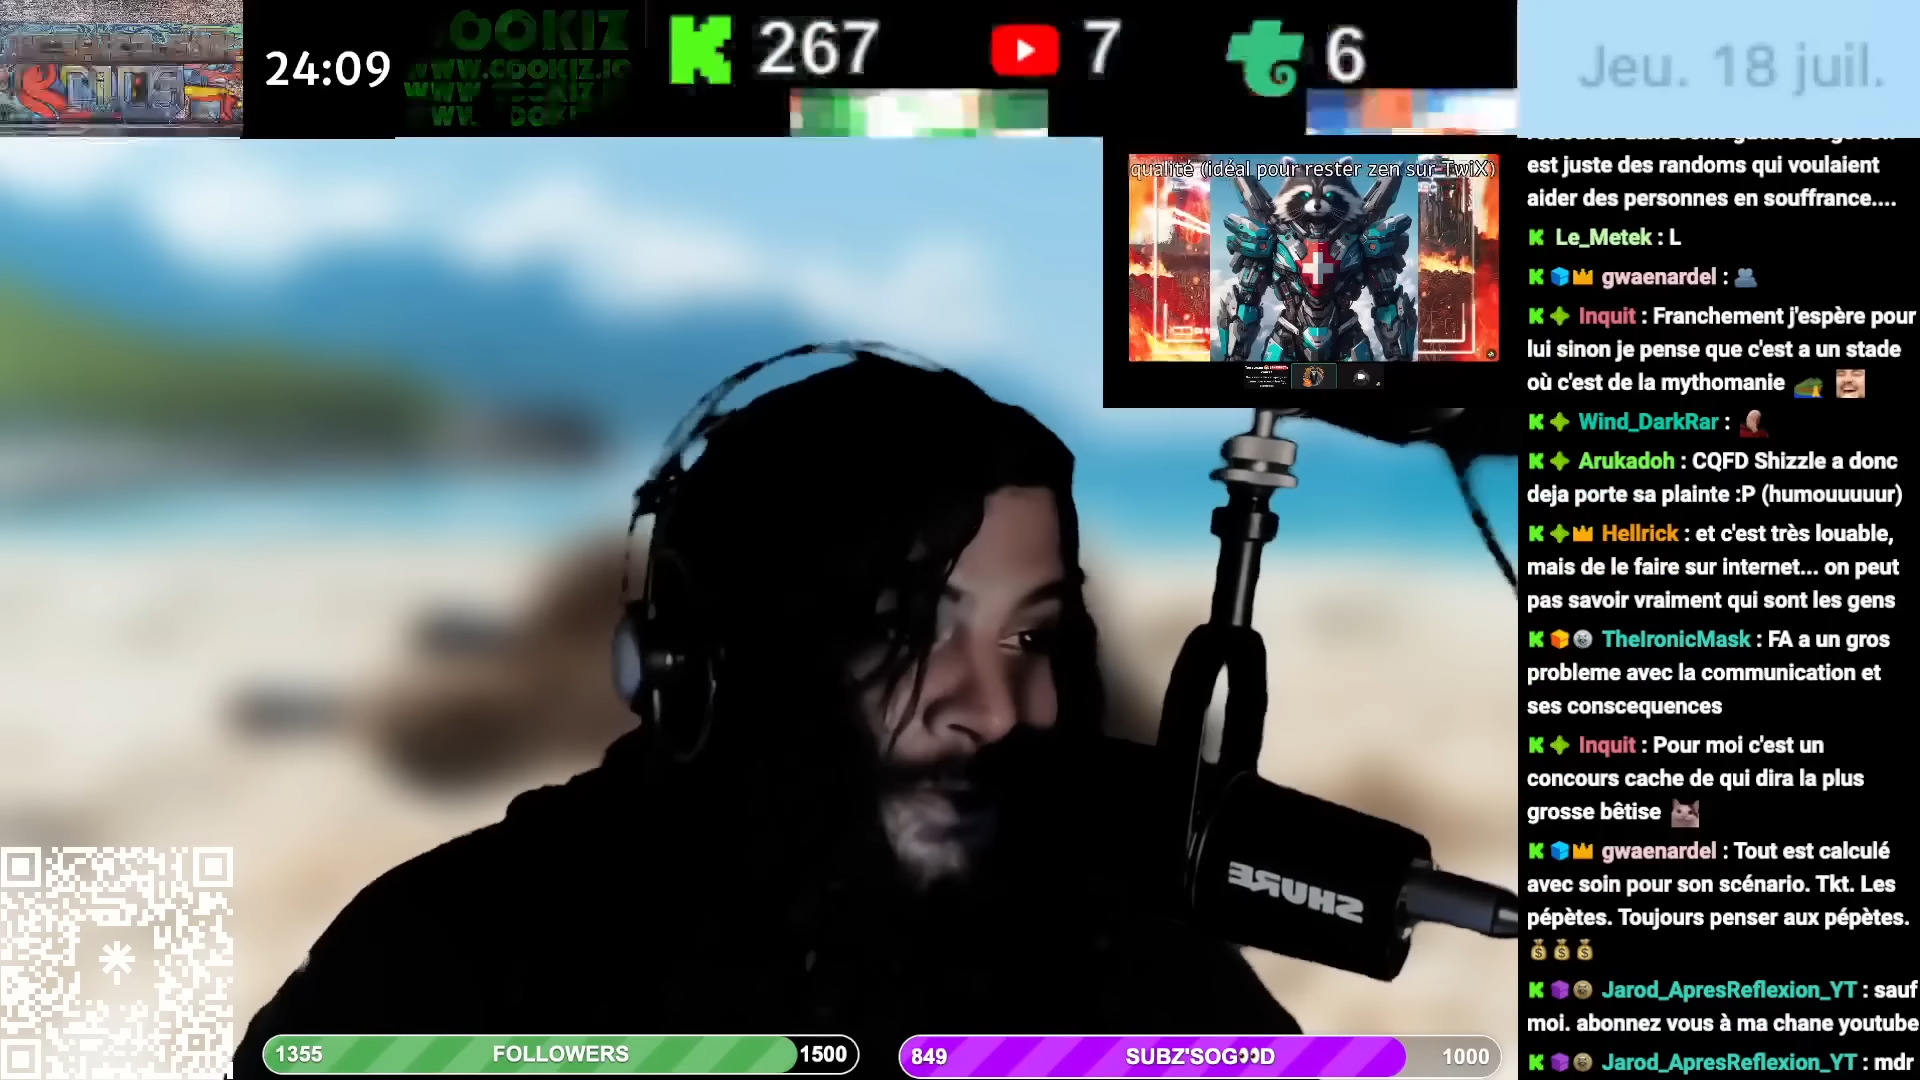 24:09
OOKIZ
WWW.COOKIZ.IO
267
7
6
Jeu. 18 juil.
qualité (idéal pour rester zen sur TwiX)
est juste des randoms qui voulaient
aider des personnes en souffrance....
Le_Metek : L
gwaenardel :
Inquit : Franchement j'espère pour
lui sinon je pense que c'est a un stade
où c'est de la mythomanie
Wind_DarkRar :
Arukadoh : CQFD Shizzle a donc
deja porte sa plainte :P (humouuuuur)
Hellrick : et c'est très louable,
mais de le faire sur internet... on peut
pas savoir vraiment qui sont les gens
TheIronicMask : FA a un gros
probleme avec la communication et
ses conscequences
Inquit : Pour moi c'est un
concours cache de qui dira la plus
grosse bêtise
gwaenardel : Tout est calculé
avec soin pour son scénario. Tkt. Les
pépètes. Toujours penser aux pépètes.
Jarod_ApresReflexion_YT : sauf
moi. abonnez vous à ma chane youtube
Jarod_ApresReflexion_YT : mdr
SHURE
1355 FOLLOWERS 1500
849 SUBZ'SOG👀D 1000